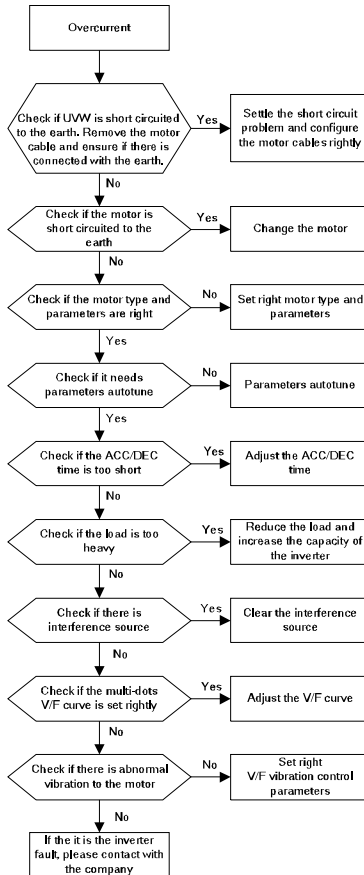 Overcurrent
Check if UVW is short circuited
to the earth. Remove the motor
cable and ensure if there is
connected with the earth.
Yes
Settle the short circuit
problem and configure
the motor cables rightly
No
Check if the motor is
short circuited to the
earth
Yes
Change the motor
No
Check if the motor type and
parameters are right
No
Set right motor type and
parameters
Yes
Check if it needs
parameters autotune
No
Parameters autotune
Yes
Check if the ACC/DEC
time is too short
Yes
Adjust the ACC/DEC
time
No
Check if the load is too
heavy
Yes
Reduce the load and
increase the capacity of
the inverter
No
Check if there is
interference source
Yes
Clear the interference
source
No
Check if the multi-dots
V/F curve is set rightly
Yes
Adjust the V/F curve
No
Check if there is abnormal
vibration to the motor
No
Set right
V/F vibration control
parameters
No
If the it is the inverter
fault, please contact with
the company